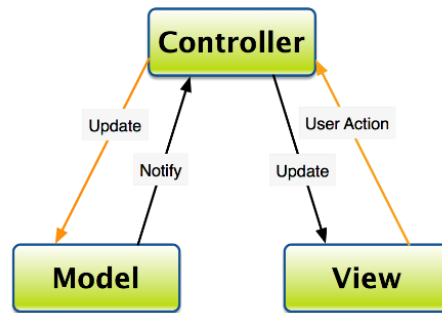 Controller
Update
User Action
Notify
Update
Model
View